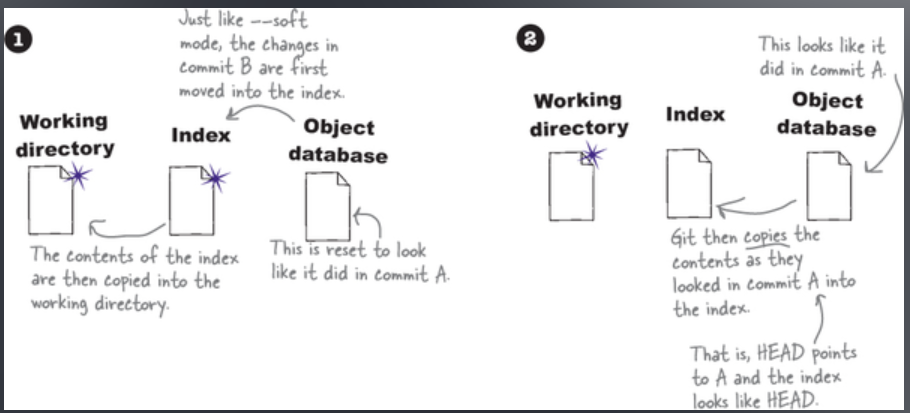 1
Just like --soft
mode, the changes in
commit B are first
moved into the index.
Working
directory
Index
Object
database
The contents of the index
are then copied into the
working directory.
This is reset to look
like it did in commit A.
2
This looks like it
did in commit A.
Working
directory
Index
Object
database
Git then copies the
contents as they
looked in commit A into
the index.
That is, HEAD points
to A and the index
looks like HEAD.